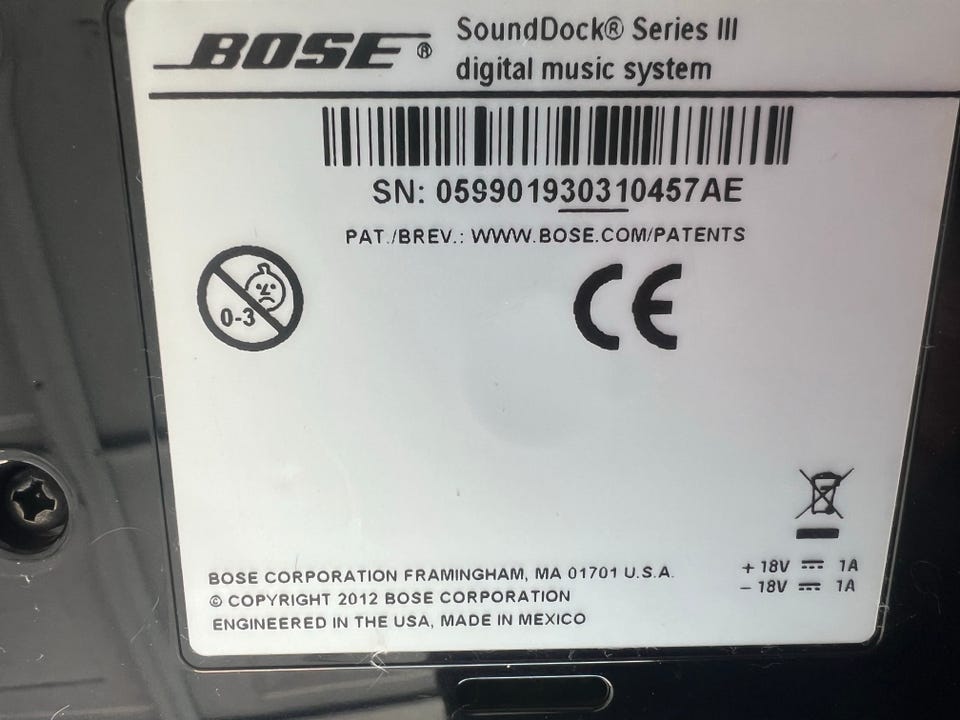 BOSE® SoundDock® Series III
digital music system
SN: 059901930310457AE
PAT./BREV.: WWW.BOSE.COM/PATENTS
0-3
CE
+ 18V ⎓ 1A
− 18V ⎓ 1A
BOSE CORPORATION FRAMINGHAM, MA 01701 U.S.A.
© COPYRIGHT 2012 BOSE CORPORATION
ENGINEERED IN THE USA, MADE IN MEXICO